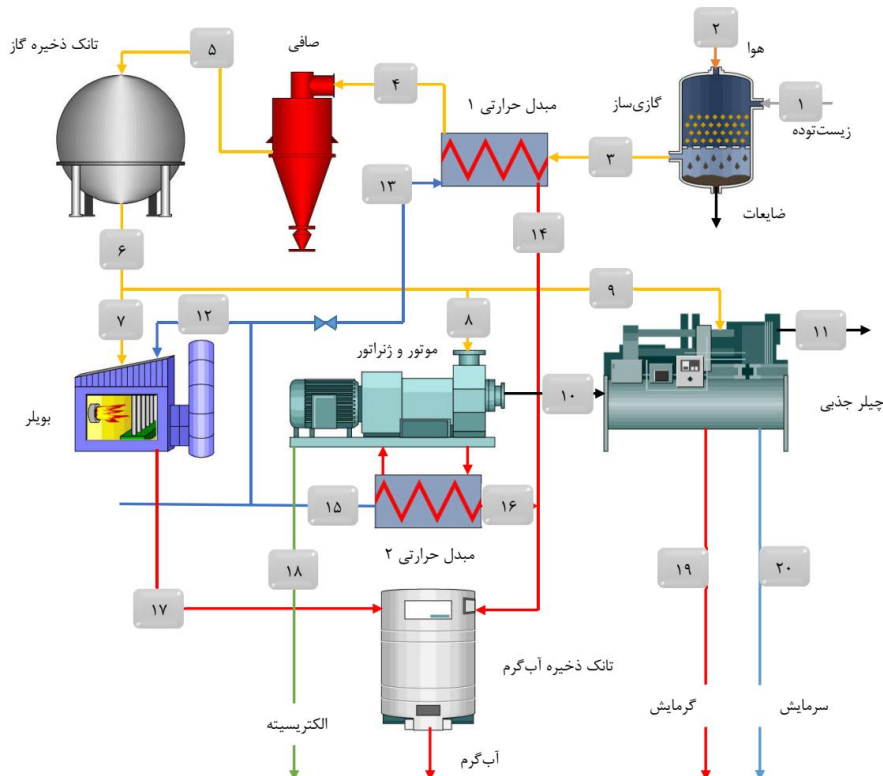 تانک ذخیره گاز
۵
صافی
۴
مبدل حرارتی ۱
گازی‌ساز
۲
هوا
۱
زیست‌توده
۳
ضایعات
۱۳
۱۴
۶
۹
۷
۱۲
۸
۱۱
موتور و ژنراتور
۱۰
چیلر جذبی
بویلر
۱۵
۱۶
مبدل حرارتی ۲
۱۸
۱۹
۲۰
۱۷
تانک ذخیره آب‌گرم
الکتریسیته
گرمایش
سرمایش
آب‌گرم